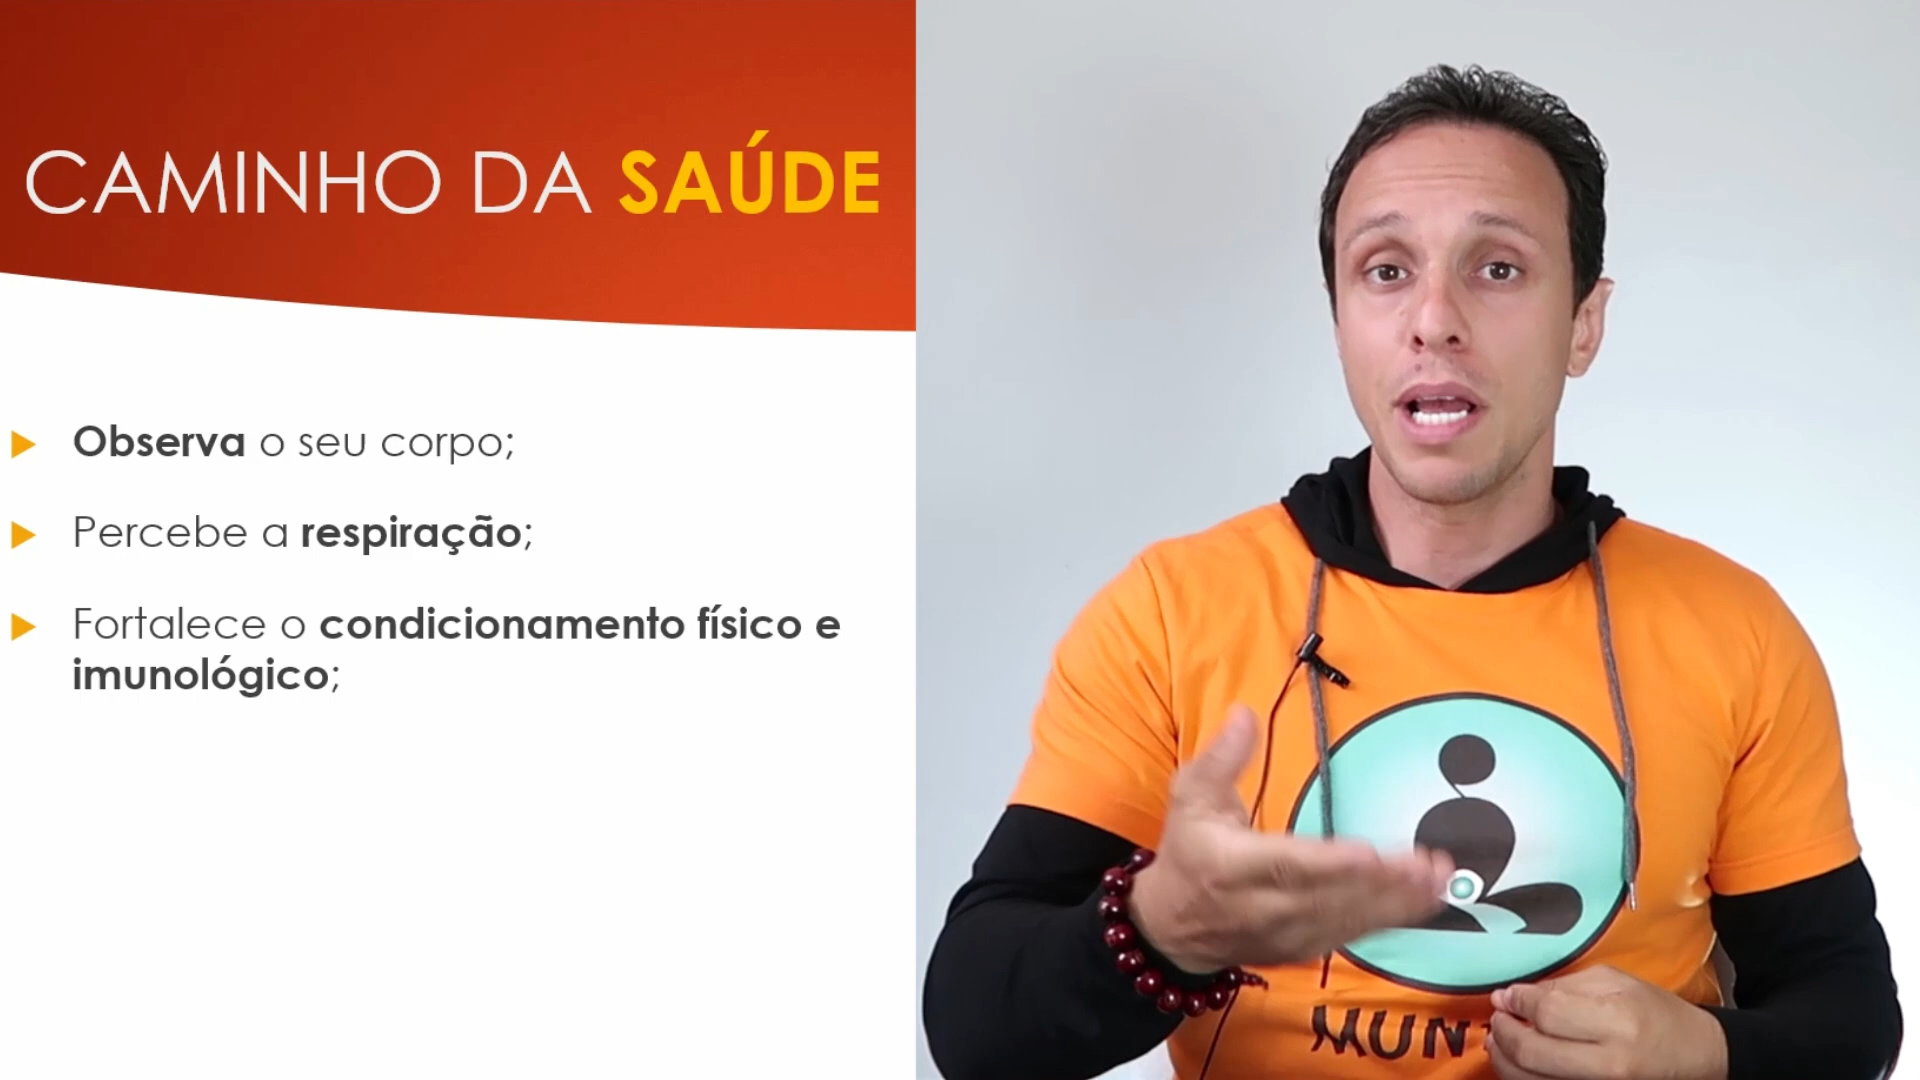 CAMINHO DA SAÚDE
Observa o seu corpo;
Percebe a respiração;
Fortalece o condicionamento físico e
imunológico;